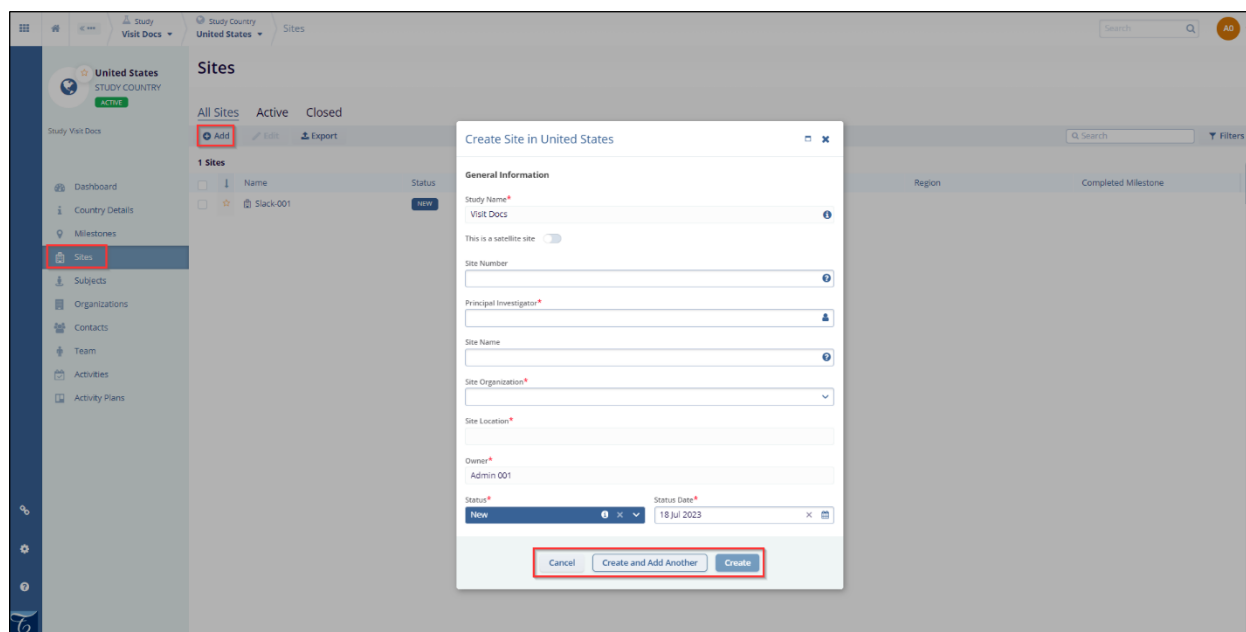 Study
Visit Docs
Study Country
United States
Sites
Search
AD
United States
STUDY COUNTRY
ACTIVE
Study Visit Docs
Dashboard
Country Details
Milestones
Sites
Subjects
Organizations
Contacts
Team
Activities
Activity Plans
Sites
All Sites Active Closed
Add Edit Export
Search
Filters
1 Sites
Name Status Region Completed Milestone
Slack-001 NEW
Create Site in United States
General Information
Study Name*
Visit Docs
This is a satellite site
Site Number
Principal Investigator*
Site Name
Site Organization*
Site Location*
Owner*
Admin 001
Status* Status Date*
New 18 Jul 2023
Cancel Create and Add Another Create